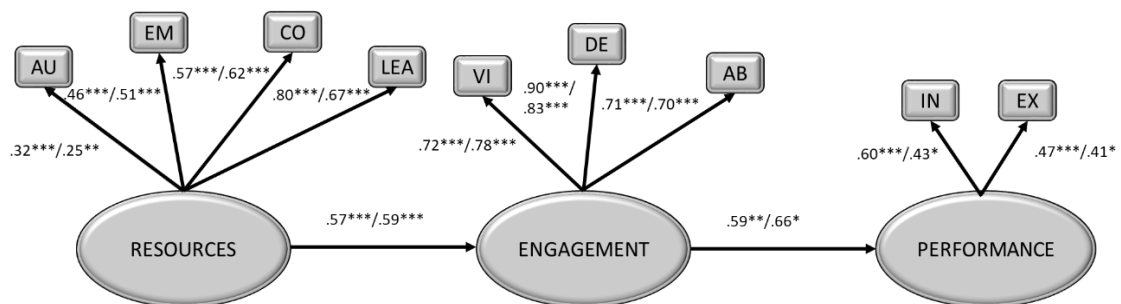 EM
CO
DE
AU
LEA
VI
AB
.57***/.62***
.46***/.51***
.80***/.67***
.90***/
.83***
.71***/.70***
IN
EX
.32***/.25**
.72***/.78***
.60***/.43*
.47***/.41*
.57***/.59***
.59**/.66*
RESOURCES
ENGAGEMENT
PERFORMANCE